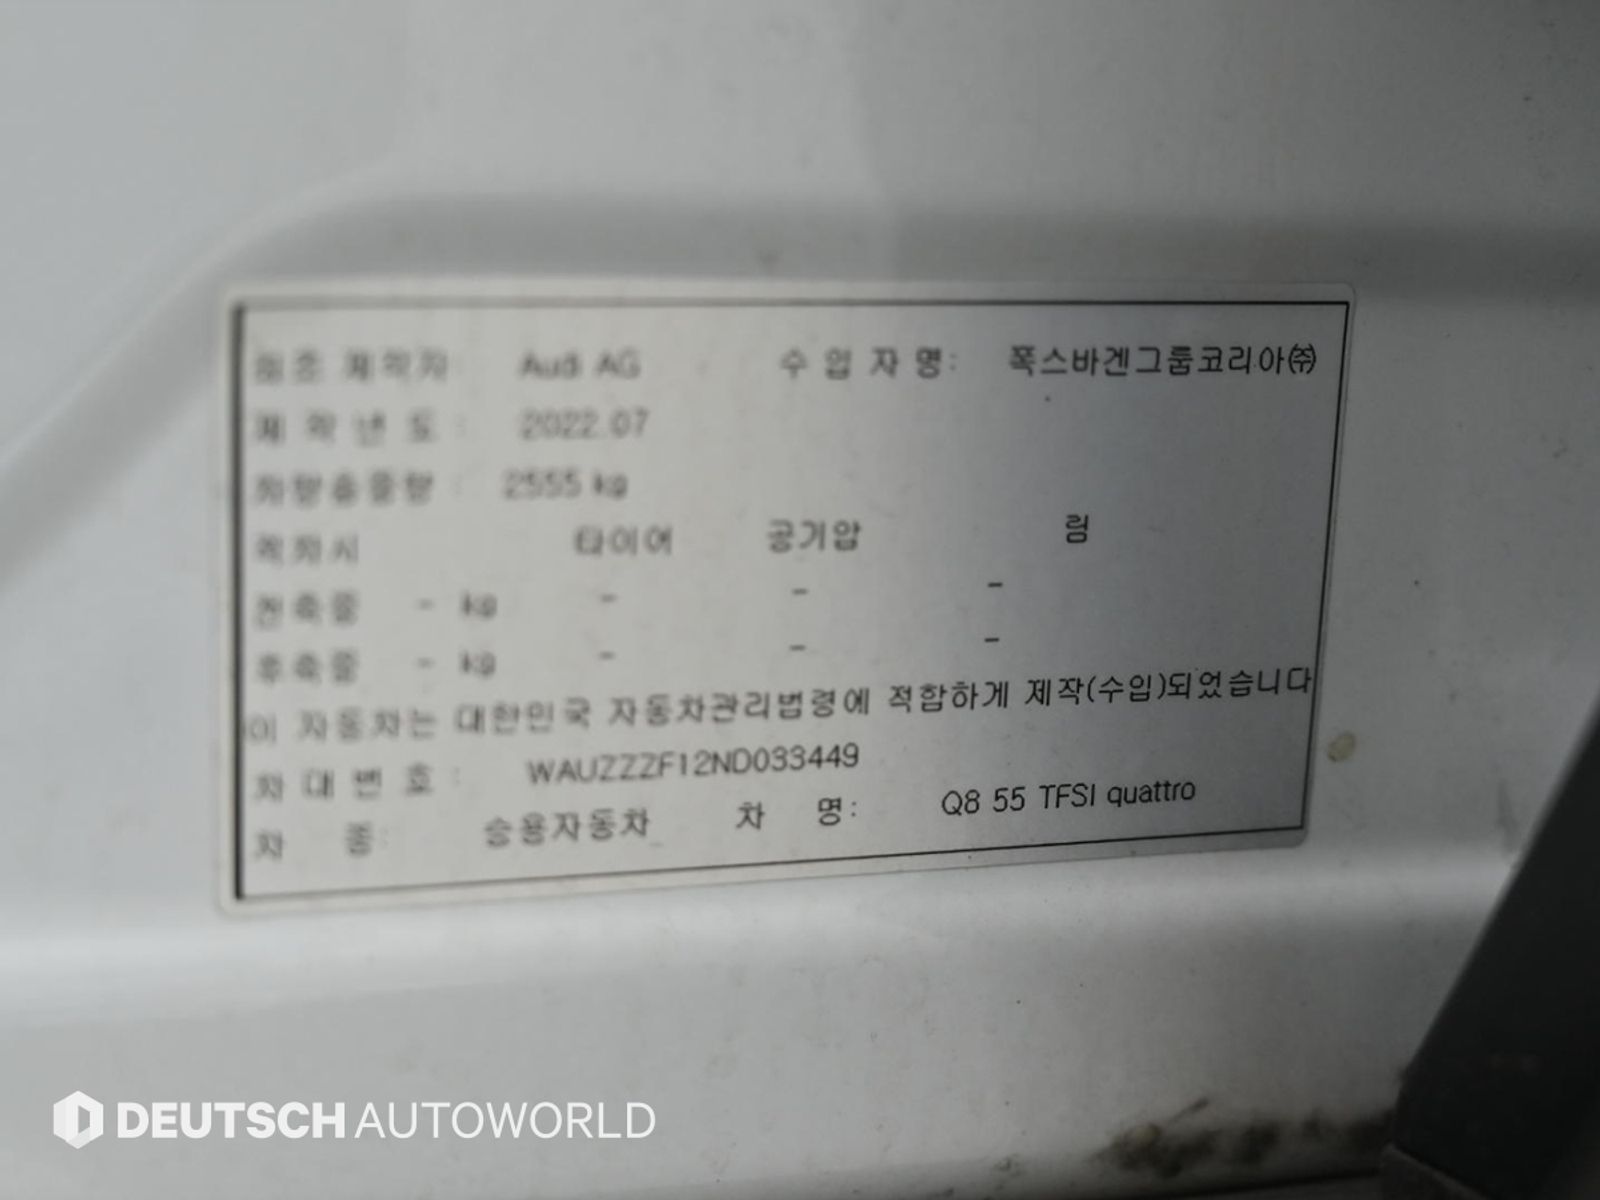 최초 제작자: Audi AG 수 입 자 명: 폭스바겐그룹코리아㈜
제 작 년 도 : 2022.07
차량총중량 : 2555 kg
적차시 타이어 공기압 림
전축중 - kg - - -
후축중 - kg - - -
이 자동차는 대한민국 자동차관리법령에 적합하게 제작(수입)되었습니다
차 대 번 호 : WAUZZZF12ND033449
차 종: 승용자동차 차 명: Q8 55 TFSI quattro
DEUTSCH AUTOWORLD